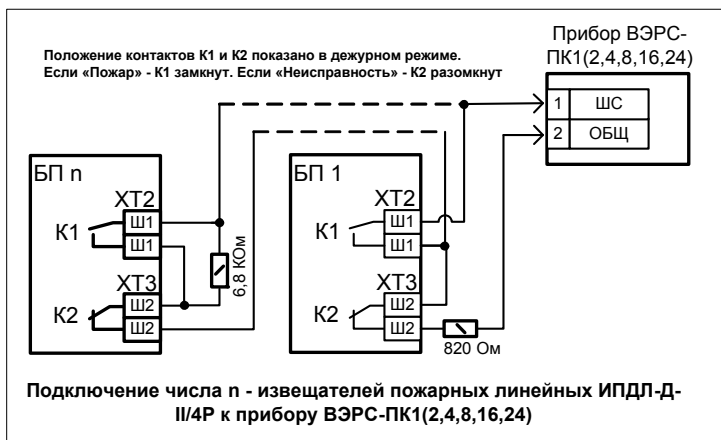 Положение контактов К1 и К2 показано в дежурном режиме.
Если «Пожар» - К1 замкнут. Если «Неисправность» - К2 разомкнут
Прибор ВЭРС-
ПК1(2,4,8,16,24)
1 ШС
2 ОБЩ
БП n
ХТ2
К1
Ш1
Ш1
ХТ3
К2
Ш2
Ш2
6,8 КОм
БП 1
ХТ2
К1
Ш1
Ш1
ХТ3
К2
Ш2
Ш2
820 Ом
Подключение числа n - извещателей пожарных линейных ИПДЛ-Д-
II/4Р к прибору ВЭРС-ПК1(2,4,8,16,24)